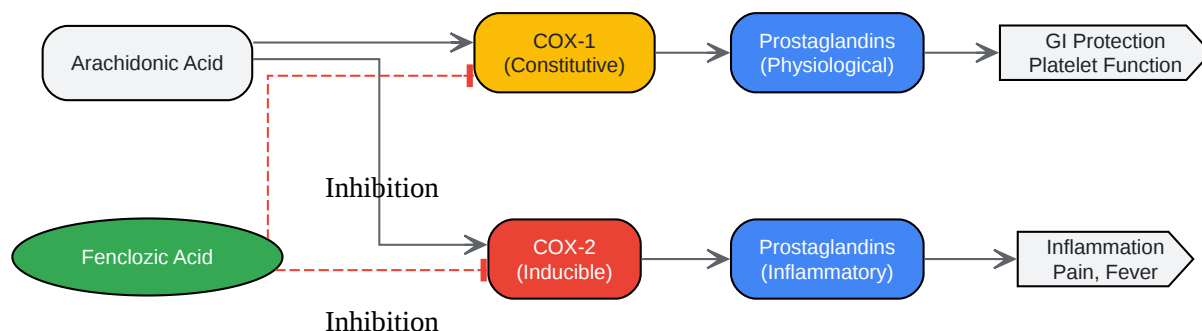 Arachidonic Acid
COX-1
(Constitutive)
Prostaglandins
(Physiological)
GI Protection
Platelet Function
Inhibition
Fenclozic Acid
COX-2
(Inducible)
Prostaglandins
(Inflammatory)
Inflammation
Pain, Fever
Inhibition